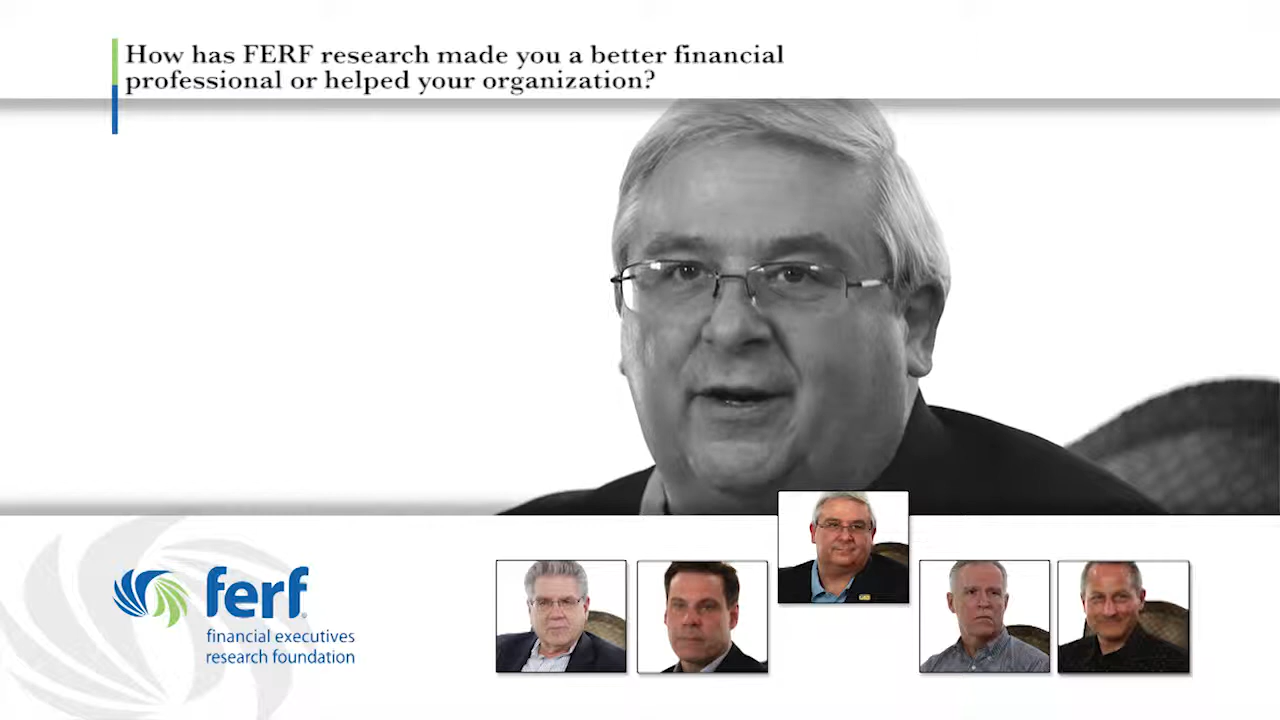 How has FERF research made you a better financial
professional or helped your organization?
ferf
financial executives
research foundation